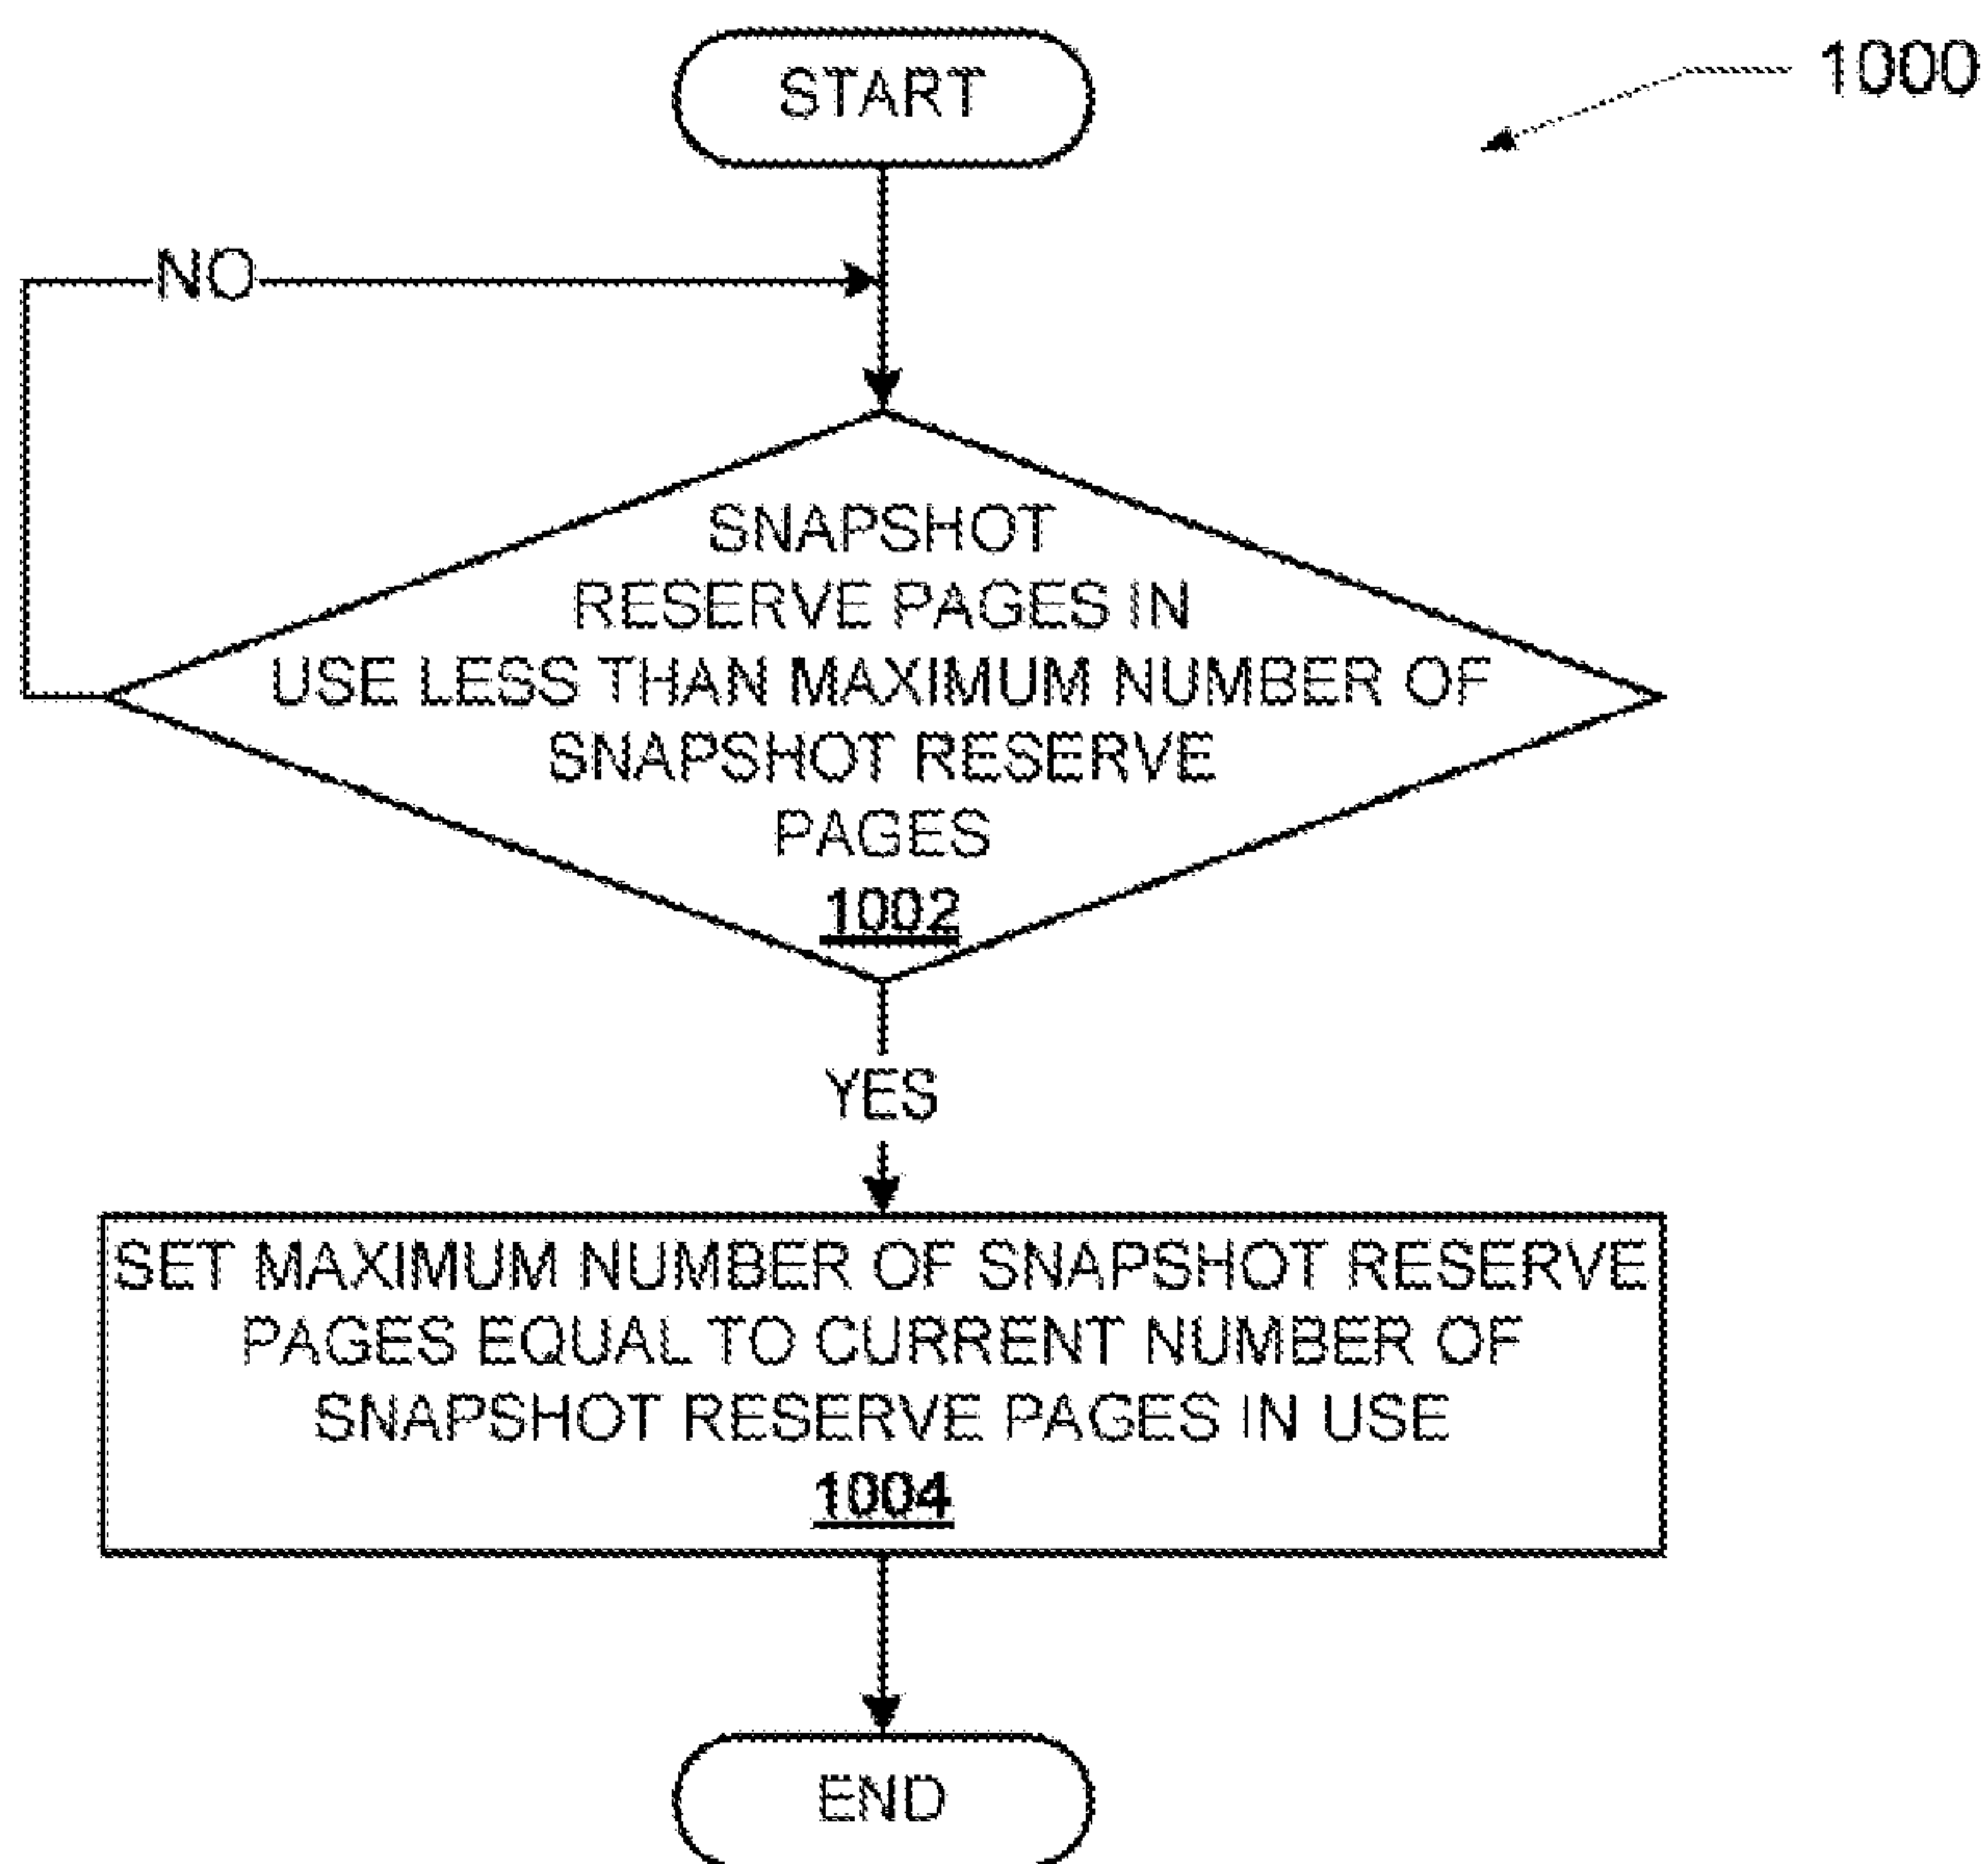 START
1000
NO
SNAPSHOT
RESERVE PAGES IN
USE LESS THAN MAXIMUM NUMBER OF
SNAPSHOT RESERVE
PAGES
1002
YES
SET MAXIMUM NUMBER OF SNAPSHOT RESERVE
PAGES EQUAL TO CURRENT NUMBER OF
SNAPSHOT RESERVE PAGES IN USE
1004
END